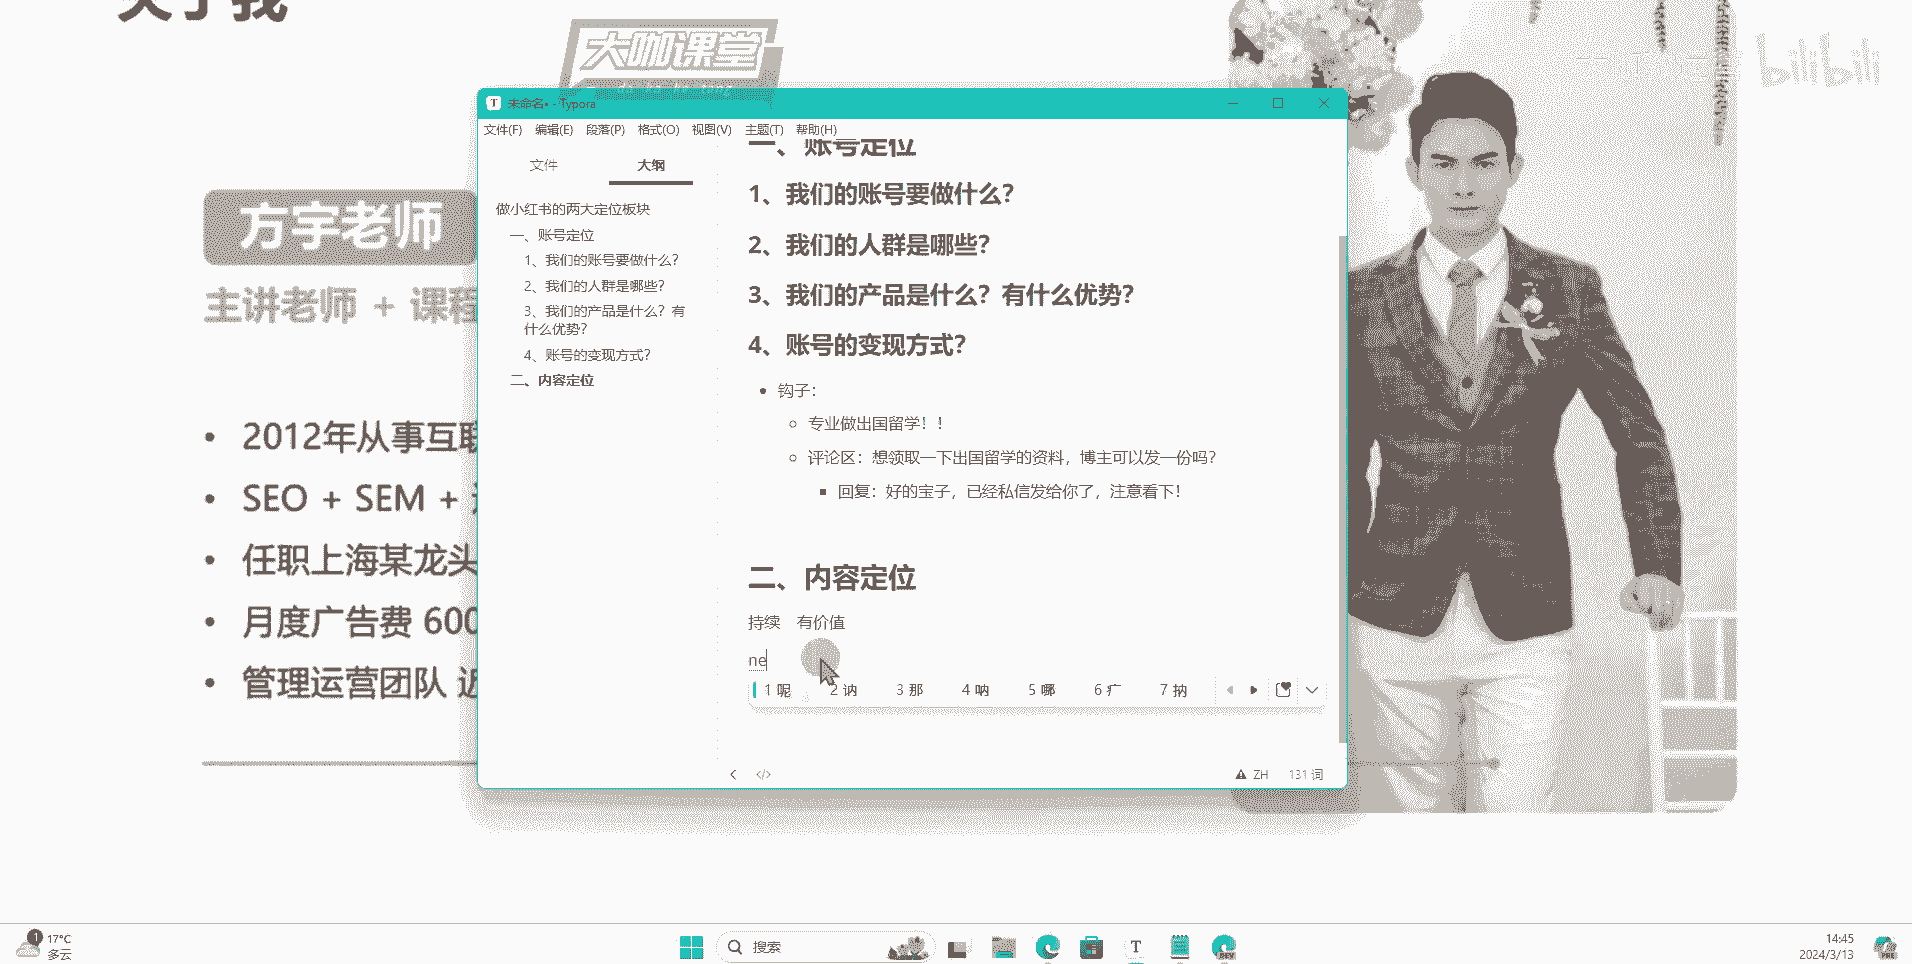 关于我
大咖课堂
bilibili
未命名• - Typora
文件(F) 编辑(E) 段落(P) 格式(O) 视图(V) 主题(T) 帮助(H)
文件 大纲
做小红书的两大定位板块
一、账号定位
1、我们的账号要做什么?
2、我们的人群是哪些?
3、我们的产品是什么?有
什么优势?
4、账号的变现方式?
二、内容定位
一、账号定位
1、我们的账号要做什么?
2、我们的人群是哪些?
3、我们的产品是什么?有什么优势?
4、账号的变现方式?
• 钩子:
专业做出国留学!!
评论区:想领取一下出国留学的资料,博主可以发一份吗?
回复:好的宝子,已经私信发给你了,注意看下!
二、内容定位
持续 有价值
ne
1 呢 2 讷 3 那 4 呐 5 哪 6 疒 7 抐
ZH 131 词
方宇老师
主讲老师 + 课程
• 2012年从事互联
• SEO + SEM +
• 任职上海某龙头
• 月度广告费 600
• 管理运营团队 近
1 17°C
多云
搜索
14:45
2024/3/13